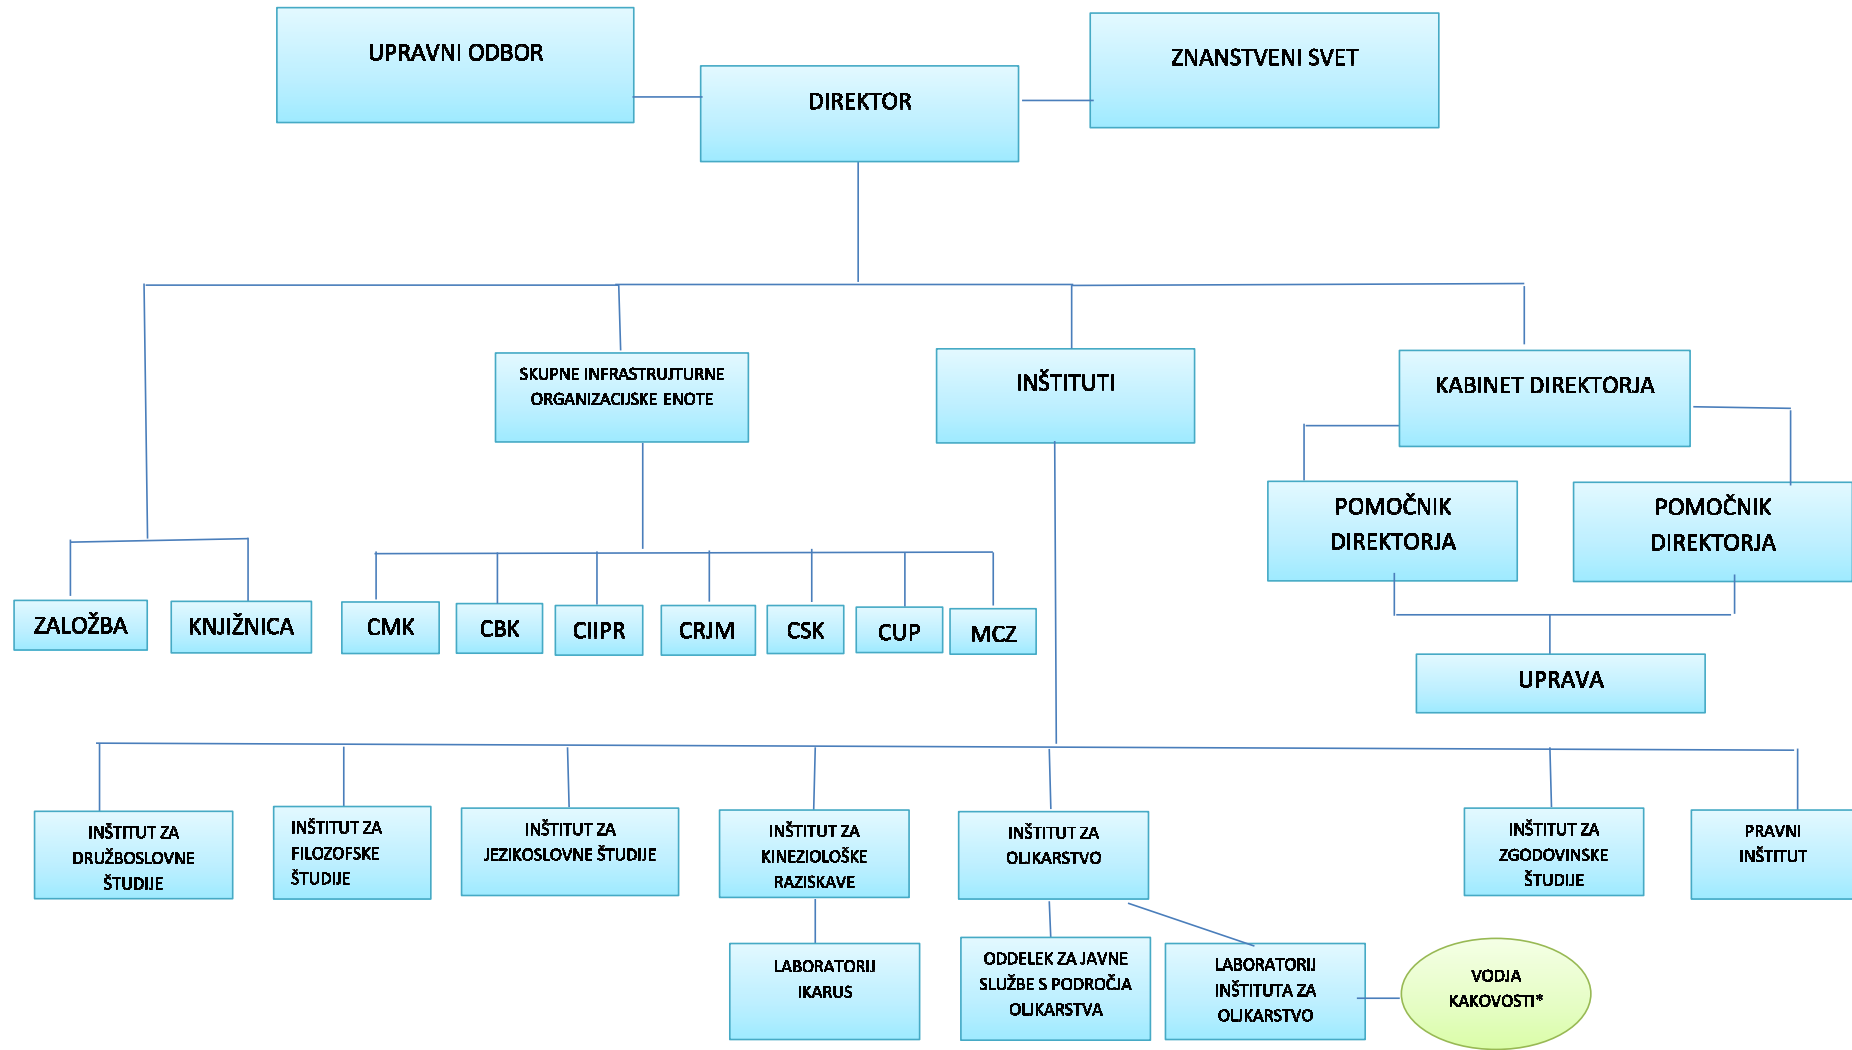 UPRAVNI ODBOR
ZNANSTVENI SVET
DIREKTOR
SKUPNE INFRASTRUJTURNE
ORGANIZACIJSKE ENOTE
INŠTITUTI
KABINET DIREKTORJA
POMOČNIK
DIREKTORJA
POMOČNIK
DIREKTORJA
ZALOŽBA
KNJIŽNICA
CMK
CBK
CIIPR
CRJM
CSK
CUP
MCZ
UPRAVA
INŠTITUT ZA
DRUŽBOSLOVNE
ŠTUDIJE
INŠTITUT ZA
FILOZOFSKE
ŠTUDIJE
INŠTITUT ZA
JEZIKOSLOVNE ŠTUDIJE
INŠTITUT ZA
KINEZIOLOŠKE
RAZISKAVE
INŠTITUT ZA
OLJKARSTVO
INŠTITUT ZA
ZGODOVINSKE
ŠTUDIJE
PRAVNI
INŠTITUT
LABORATORIJ
IKARUS
ODDELEK ZA JAVNE
SLUŽBE S PODROČJA
OLJKARSTVA
LABORATORIJ
INŠTITUTA ZA
OLJKARSTVO
VODJA
KAKOVOSTI*